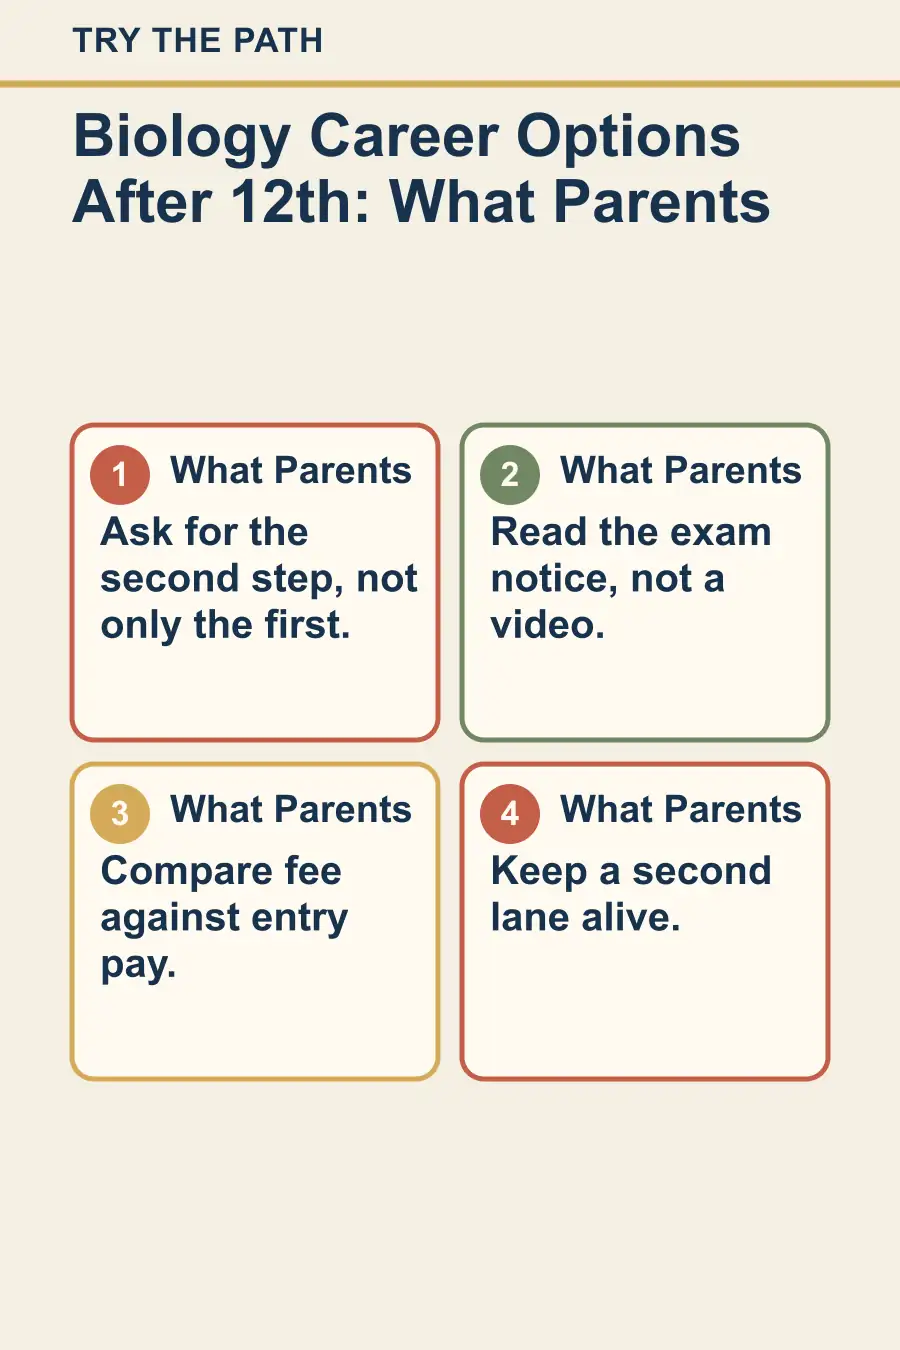 TRY THE PATH
Biology Career Options
After 12th: What Parents
1 What Parents
Ask for the
second step, not
only the first.
2 What Parents
Read the exam
notice, not a
video.
3 What Parents
Compare fee
against entry
pay.
4 What Parents
Keep a second
lane alive.